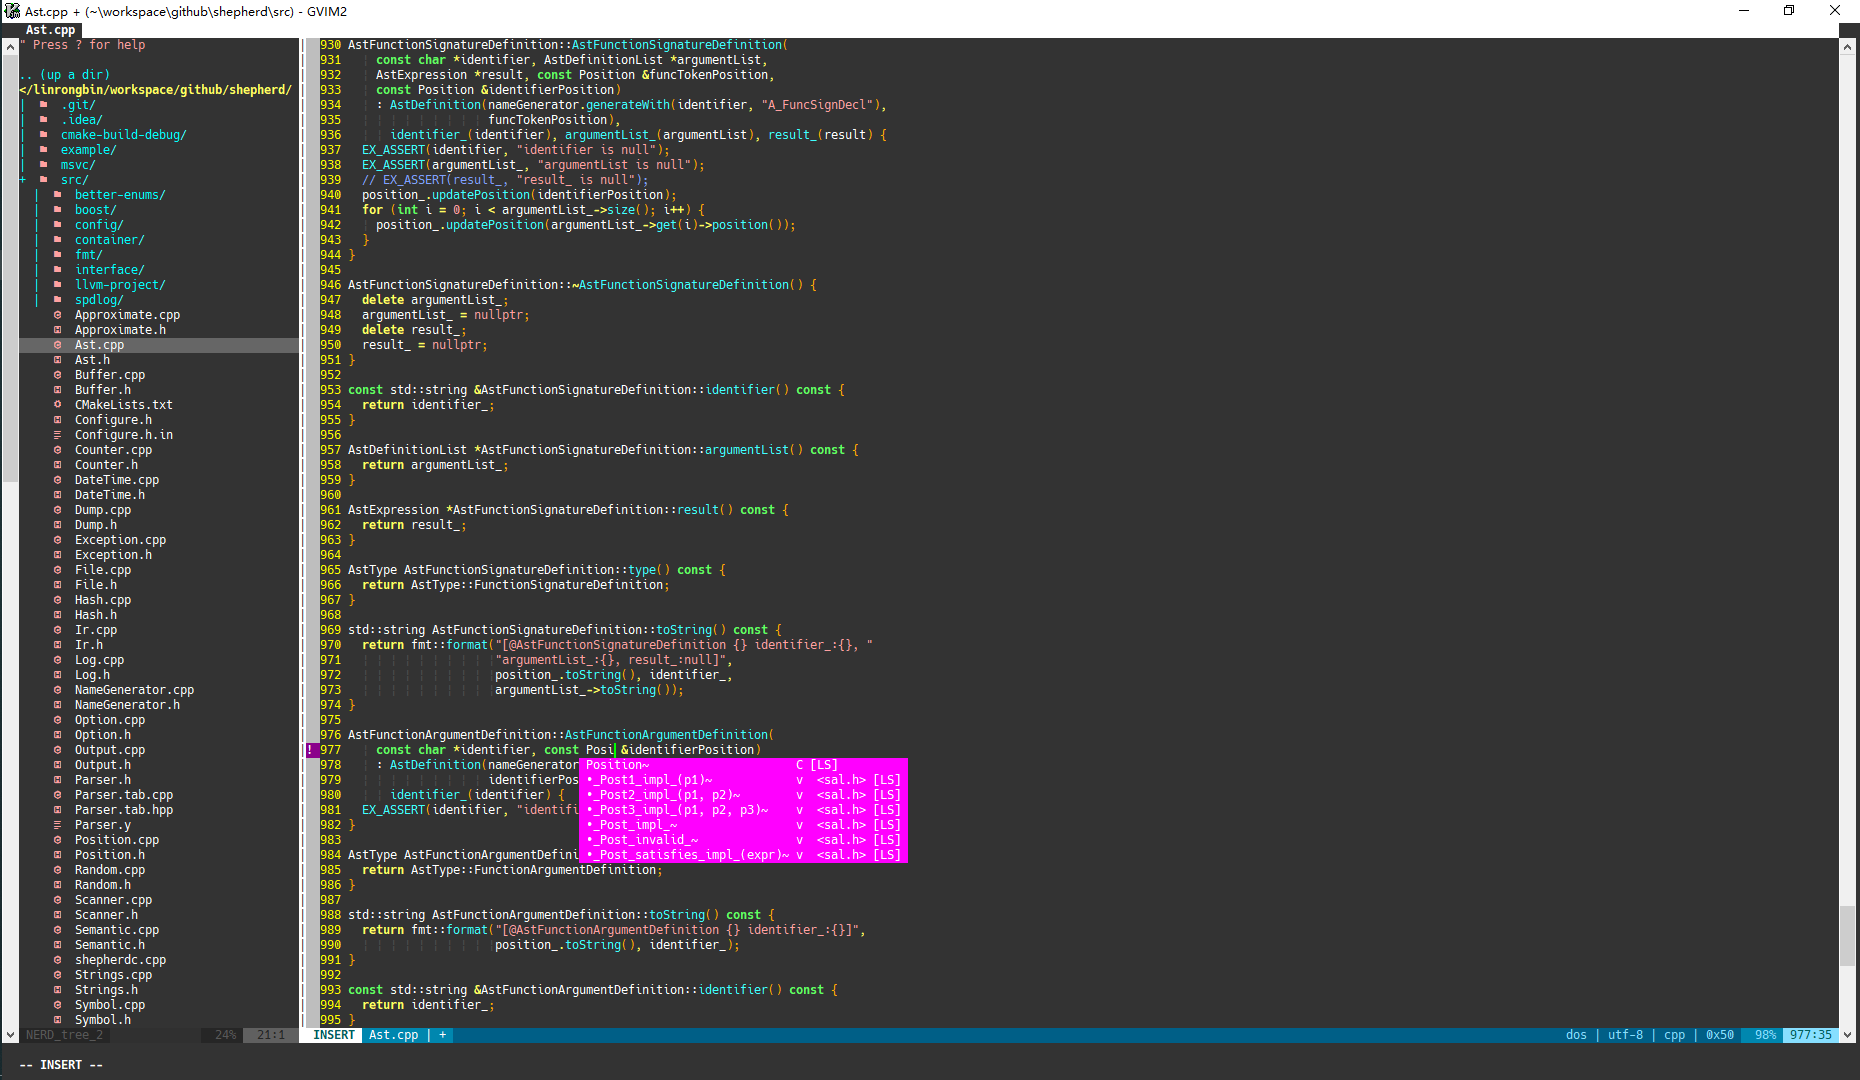 Ast.cpp + (~\workspace\github\shepherd\src) - GVIM2
Ast.cpp
" Press ? for help
.. (up a dir)
</linrongbin/workspace/github/shepherd/
.git/
.idea/
cmake-build-debug/
example/
msvc/
+ src/
better-enums/
boost/
config/
container/
fmt/
interface/
llvm-project/
spdlog/
Approximate.cpp
Approximate.h
Ast.cpp
Ast.h
Buffer.cpp
Buffer.h
CMakeLists.txt
Configure.h
Configure.h.in
Counter.cpp
Counter.h
DateTime.cpp
DateTime.h
Dump.cpp
Dump.h
Exception.cpp
Exception.h
File.cpp
File.h
Hash.cpp
Hash.h
Ir.cpp
Ir.h
Log.cpp
Log.h
NameGenerator.cpp
NameGenerator.h
Option.cpp
Option.h
Output.cpp
Output.h
Parser.h
Parser.tab.cpp
Parser.tab.hpp
Parser.y
Position.cpp
Position.h
Random.cpp
Random.h
Scanner.cpp
Scanner.h
Semantic.cpp
Semantic.h
shepherdc.cpp
Strings.cpp
Strings.h
Symbol.cpp
Symbol.h
NERD_tree_2 24% 21:1
930 AstFunctionSignatureDefinition::AstFunctionSignatureDefinition(
931     const char *identifier, AstDefinitionList *argumentList,
932     AstExpression *result, const Position &funcTokenPosition,
933     const Position &identifierPosition)
934     : AstDefinition(nameGenerator.generateWith(identifier, "A_FuncSignDecl"),
935                     funcTokenPosition),
936       identifier_(identifier), argumentList_(argumentList), result_(result) {
937   EX_ASSERT(identifier, "identifier is null");
938   EX_ASSERT(argumentList_, "argumentList is null");
939   // EX_ASSERT(result_, "result_ is null");
940   position_.updatePosition(identifierPosition);
941   for (int i = 0; i < argumentList_->size(); i++) {
942     position_.updatePosition(argumentList_->get(i)->position());
943   }
944 }
945
946 AstFunctionSignatureDefinition::~AstFunctionSignatureDefinition() {
947   delete argumentList_;
948   argumentList_ = nullptr;
949   delete result_;
950   result_ = nullptr;
951 }
952
953 const std::string &AstFunctionSignatureDefinition::identifier() const {
954   return identifier_;
955 }
956
957 AstDefinitionList *AstFunctionSignatureDefinition::argumentList() const {
958   return argumentList_;
959 }
960
961 AstExpression *AstFunctionSignatureDefinition::result() const {
962   return result_;
963 }
964
965 AstType AstFunctionSignatureDefinition::type() const {
966   return AstType::FunctionSignatureDefinition;
967 }
968
969 std::string AstFunctionSignatureDefinition::toString() const {
970   return fmt::format("[@AstFunctionSignatureDefinition {} identifier_:{}, "
971                      "argumentList_:{}, result_:null]",
972                      position_.toString(), identifier_,
973                      argumentList_->toString());
974 }
975
976 AstFunctionArgumentDefinition::AstFunctionArgumentDefinition(
! 977     const char *identifier, const Posi &identifierPosition)
978     : AstDefinition(nameGenerator Position~ C [LS]
979                     identifierPos •_Post1_impl_(p1)~ v <sal.h> [LS]
980       identifier_(identifier) { •_Post2_impl_(p1, p2)~ v <sal.h> [LS]
981   EX_ASSERT(identifier, "identifi •_Post3_impl_(p1, p2, p3)~ v <sal.h> [LS]
982 } •_Post_impl_~ v <sal.h> [LS]
983 •_Post_invalid_~ v <sal.h> [LS]
984 AstType AstFunctionArgumentDefini •_Post_satisfies_impl_(expr)~ v <sal.h> [LS]
985   return AstType::FunctionArgumentDefinition;
986 }
987
988 std::string AstFunctionArgumentDefinition::toString() const {
989   return fmt::format("[@AstFunctionArgumentDefinition {} identifier_:{}]",
990                      position_.toString(), identifier_);
991 }
992
993 const std::string &AstFunctionArgumentDefinition::identifier() const {
994   return identifier_;
995 }
INSERT Ast.cpp | + dos | utf-8 | cpp | 0x50 98% 977:35
-- INSERT --